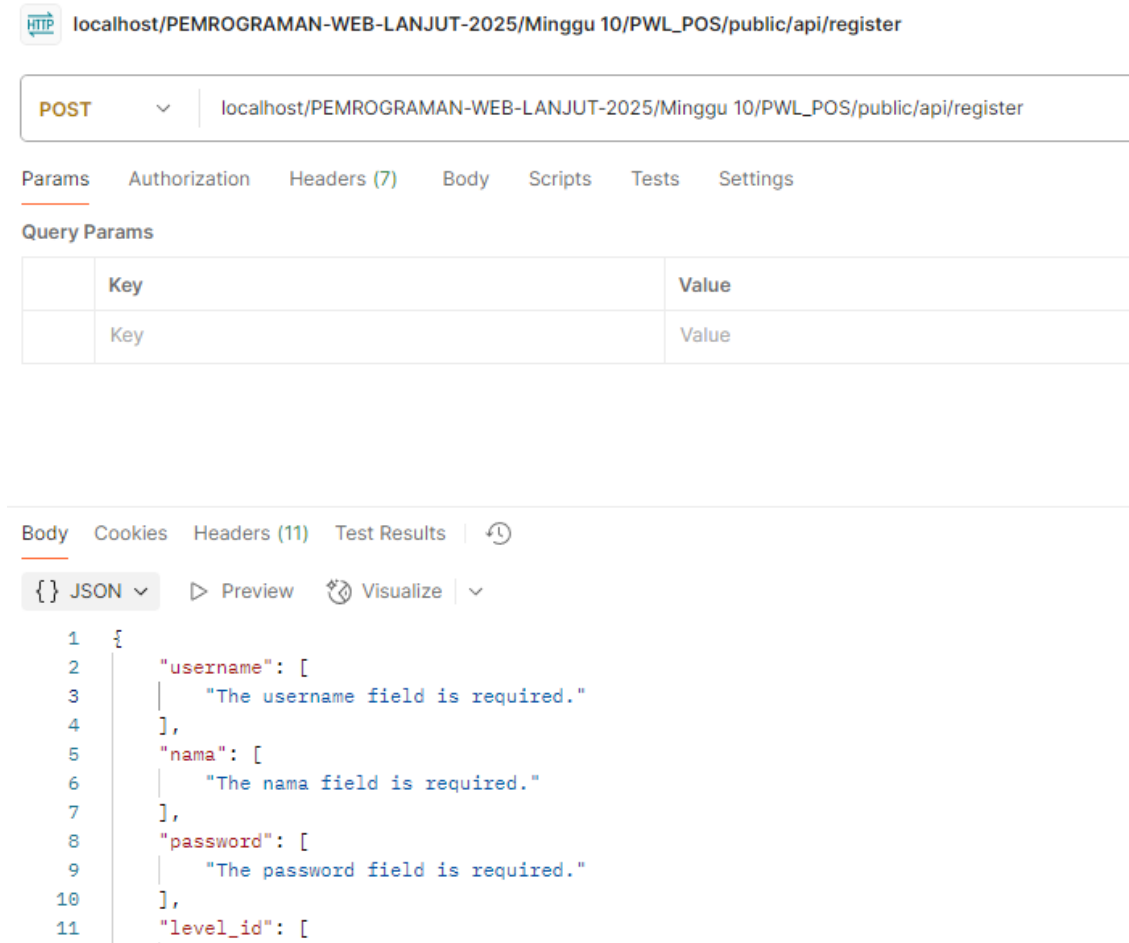 HTTP localhost/PEMROGRAMAN-WEB-LANJUT-2025/Minggu 10/PWL_POS/public/api/register
POST localhost/PEMROGRAMAN-WEB-LANJUT-2025/Minggu 10/PWL_POS/public/api/register
Params Authorization Headers (7) Body Scripts Tests Settings
Query Params
Key Value
Key Value
Body Cookies Headers (11) Test Results
{} JSON Preview Visualize
1 {
2 "username": [
3 "The username field is required."
4 ],
5 "nama": [
6 "The nama field is required."
7 ],
8 "password": [
9 "The password field is required."
10 ],
11 "level_id": [